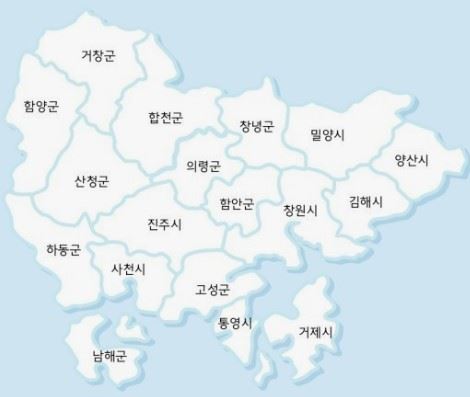 거창군
함양군
합천군
창녕군
밀양시
양산시
의령군
산청군
함안군
창원시
김해시
진주시
하동군
사천시
고성군
통영시
거제시
남해군